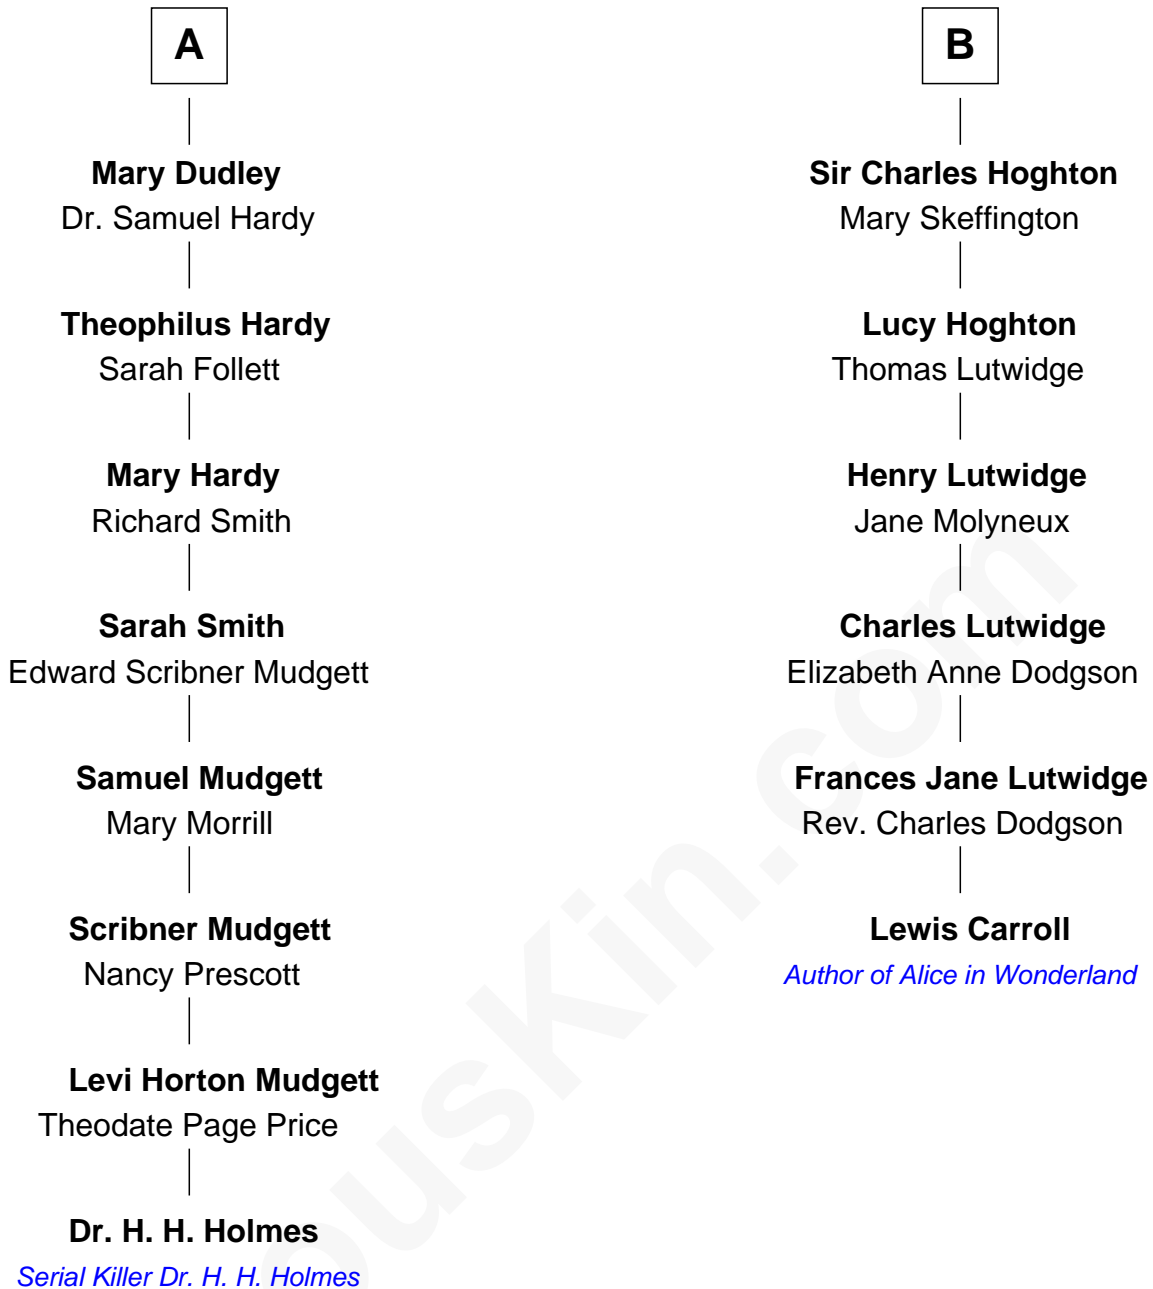 A
Mary Dudley
Dr. Samuel Hardy
Theophilus Hardy
Sarah Follett
Mary Hardy
Richard Smith
Sarah Smith
Edward Scribner Mudgett
Samuel Mudgett
Mary Morrill
Scribner Mudgett
Nancy Prescott
Levi Horton Mudgett
Theodate Page Price
Dr. H. H. Holmes
Serial Killer Dr. H. H. Holmes
B
Sir Charles Hoghton
Mary Skeffington
Lucy Hoghton
Thomas Lutwidge
Henry Lutwidge
Jane Molyneux
Charles Lutwidge
Elizabeth Anne Dodgson
Frances Jane Lutwidge
Rev. Charles Dodgson
Lewis Carroll
Author of Alice in Wonderland
ousKin.com